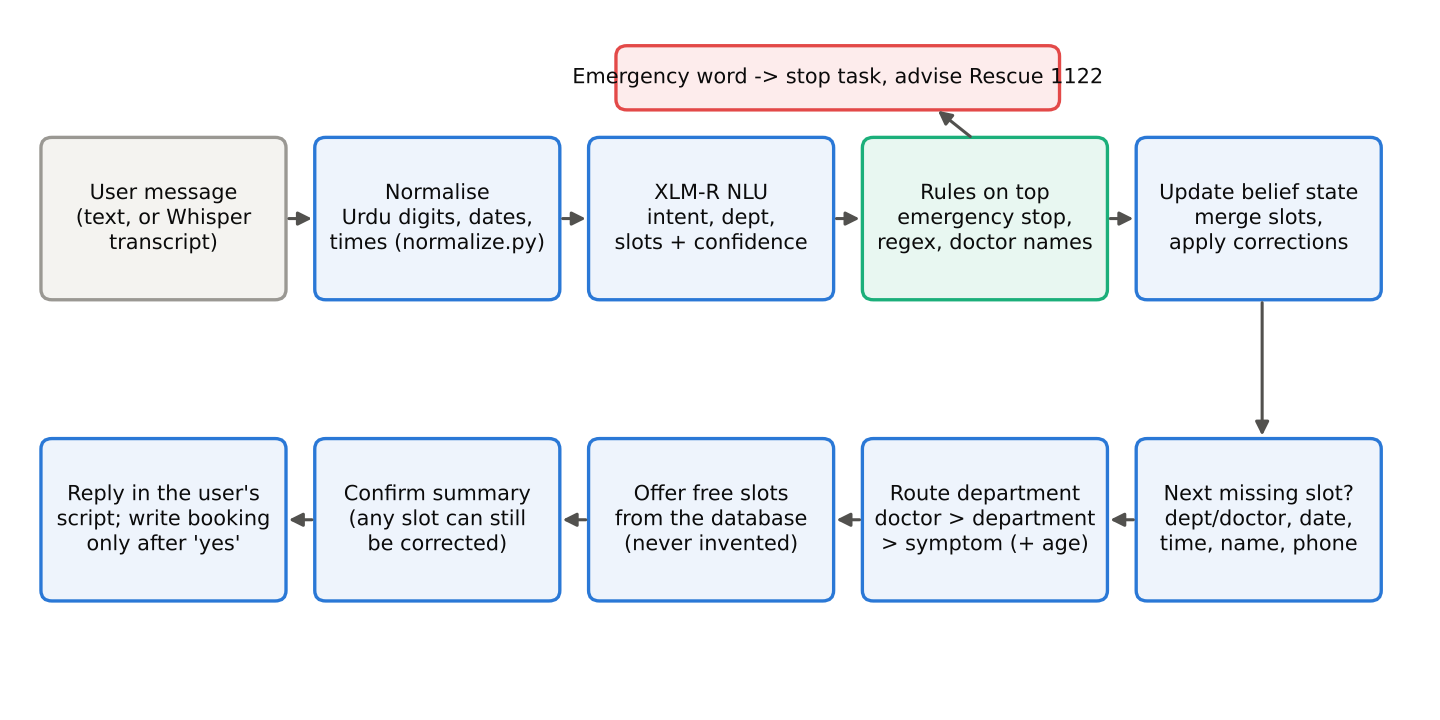 Emergency word -> stop task, advise Rescue 1122
User message
(text, or Whisper
transcript)
Normalise
Urdu digits, dates,
times (normalize.py)
XLM-R NLU
intent, dept,
slots + confidence
Rules on top
emergency stop,
regex, doctor names
Update belief state
merge slots,
apply corrections
Next missing slot?
dept/doctor, date,
time, name, phone
Route department
doctor > department
> symptom (+ age)
Offer free slots
from the database
(never invented)
Confirm summary
(any slot can still
be corrected)
Reply in the user's
script; write booking
only after 'yes'